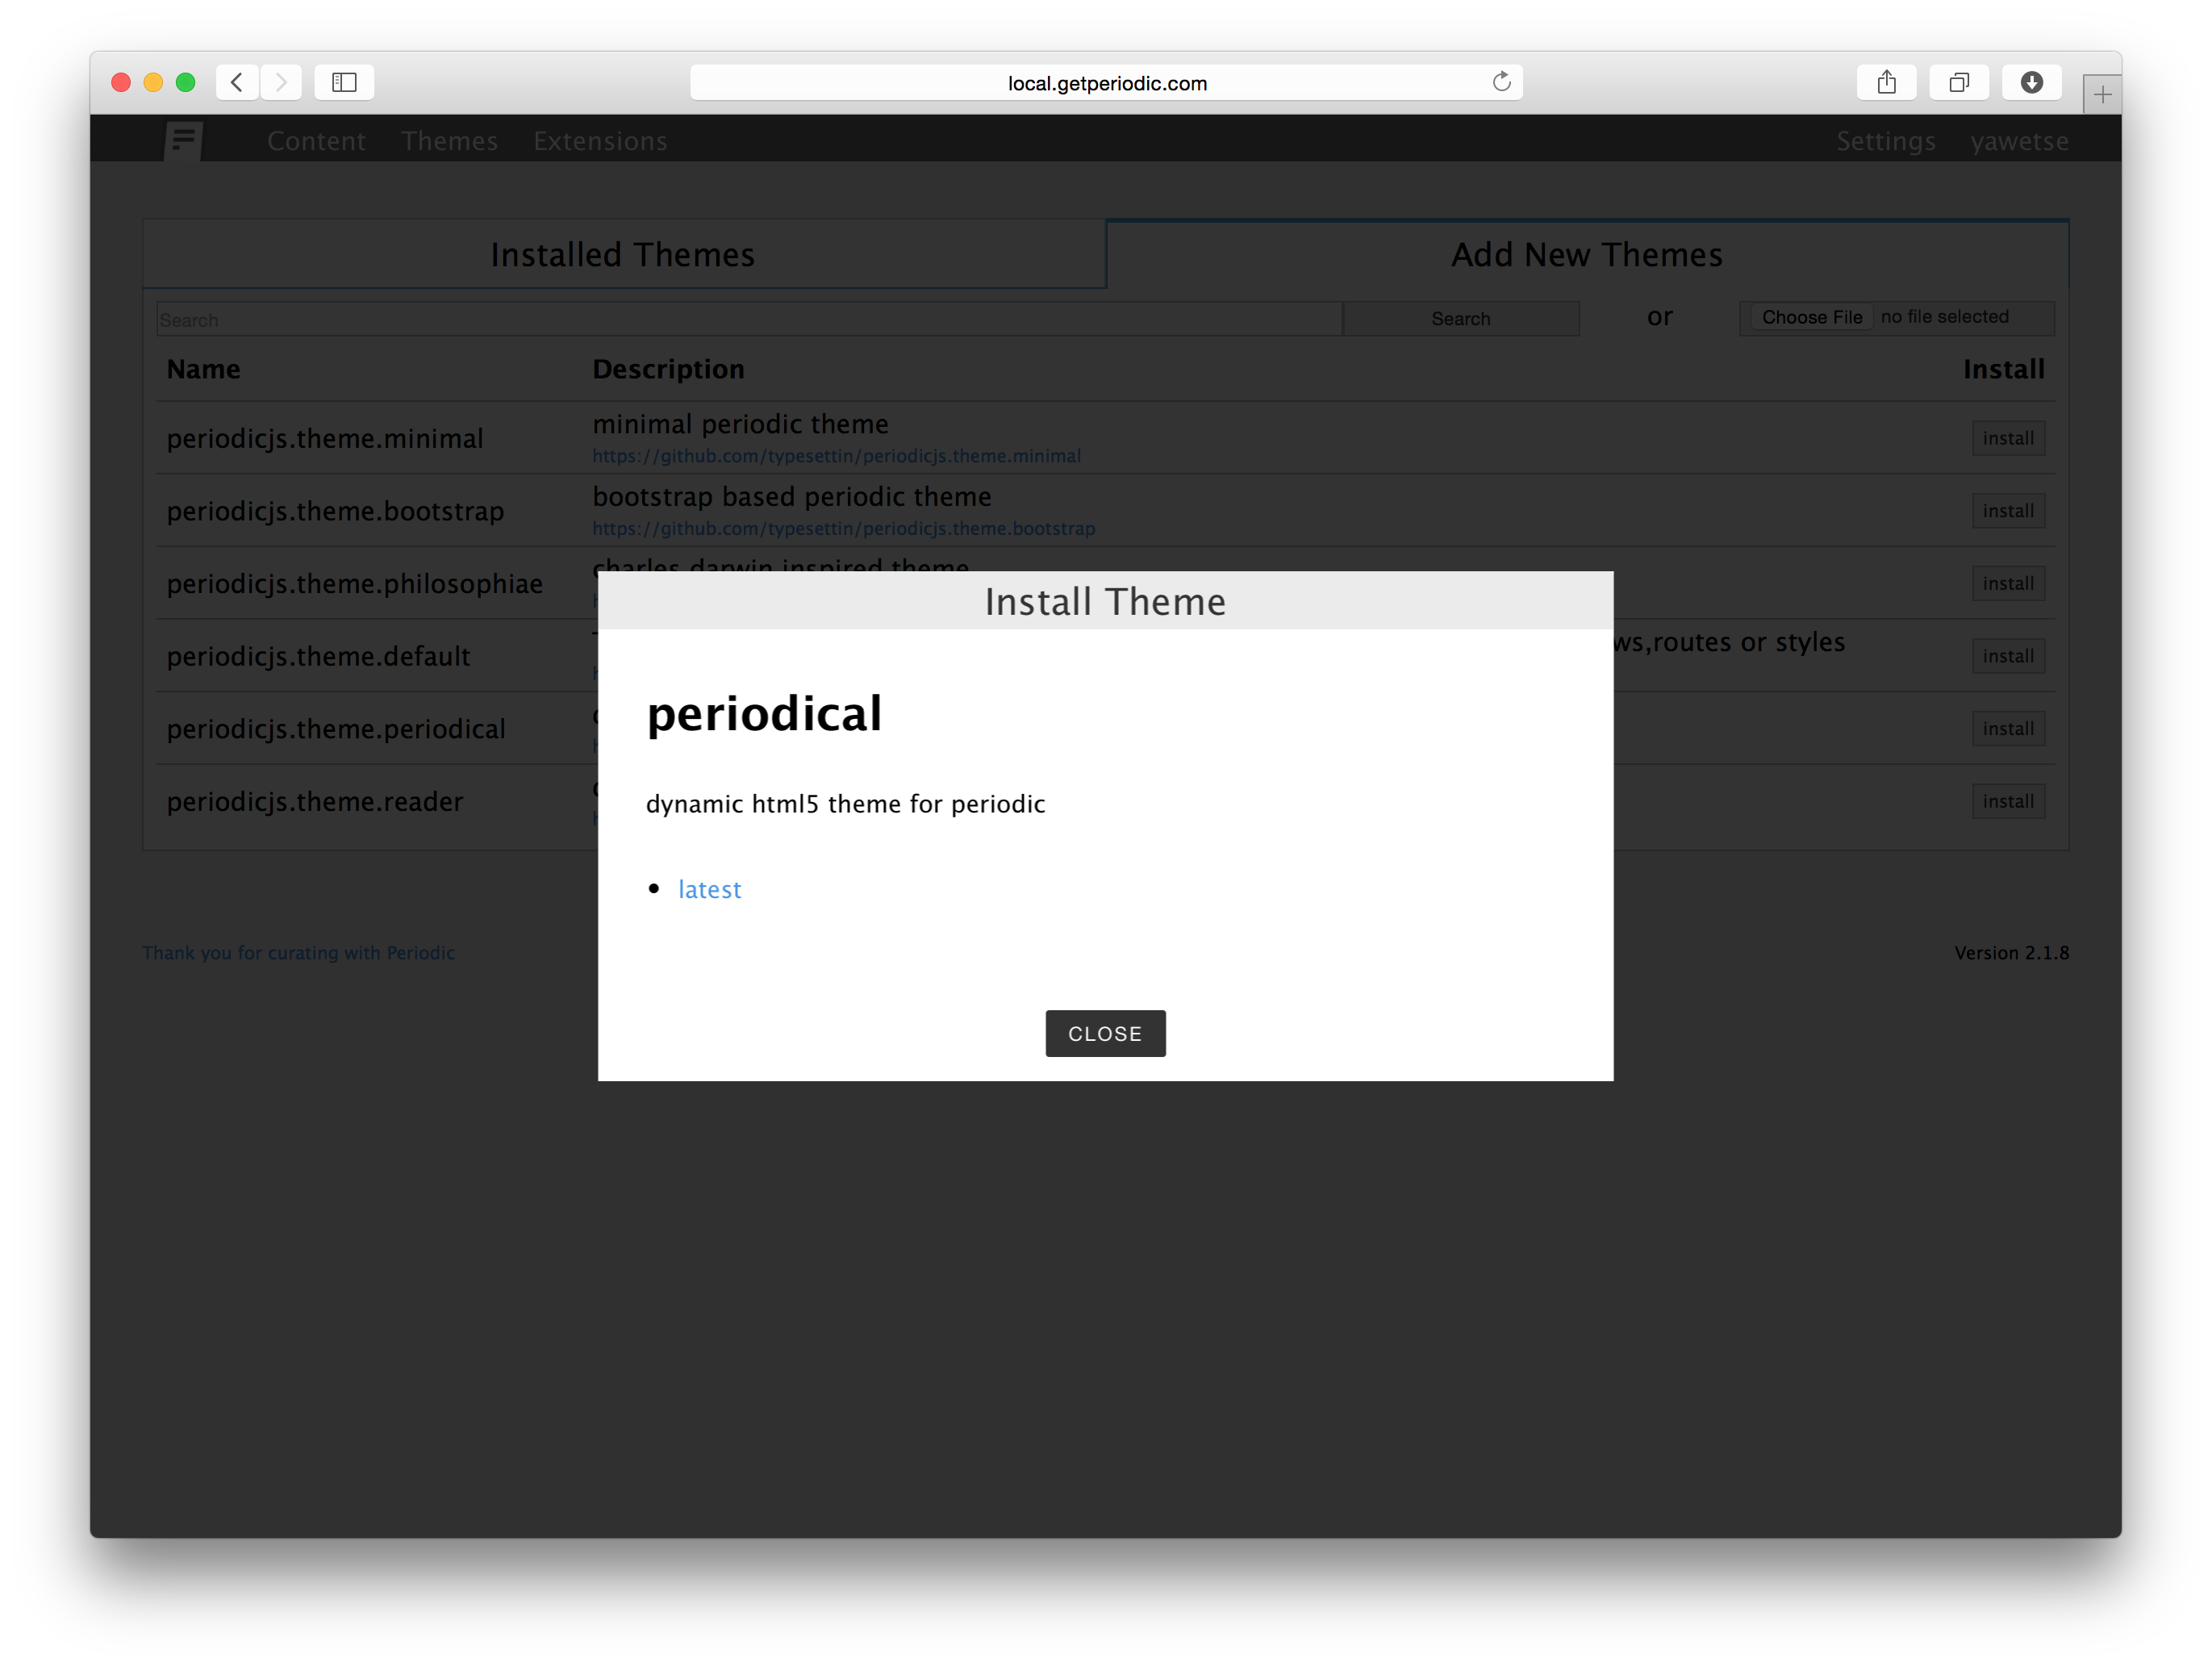 local.getperiodic.com
Content Themes Extensions Settings yawetse
Installed Themes Add New Themes
Search Search or Choose File no file selected
Name Description Install
periodicjs.theme.minimal minimal periodic theme install
https://github.com/typesettin/periodicjs.theme.minimal
periodicjs.theme.bootstrap bootstrap based periodic theme install
https://github.com/typesettin/periodicjs.theme.bootstrap
periodicjs.theme.philosophiae charles darwin inspired theme install
periodicjs.theme.default routes or styles install
periodicjs.theme.periodical install
periodicjs.theme.reader install
Install Theme
periodical
dynamic html5 theme for periodic
• latest
CLOSE
Thank you for curating with Periodic Version 2.1.8